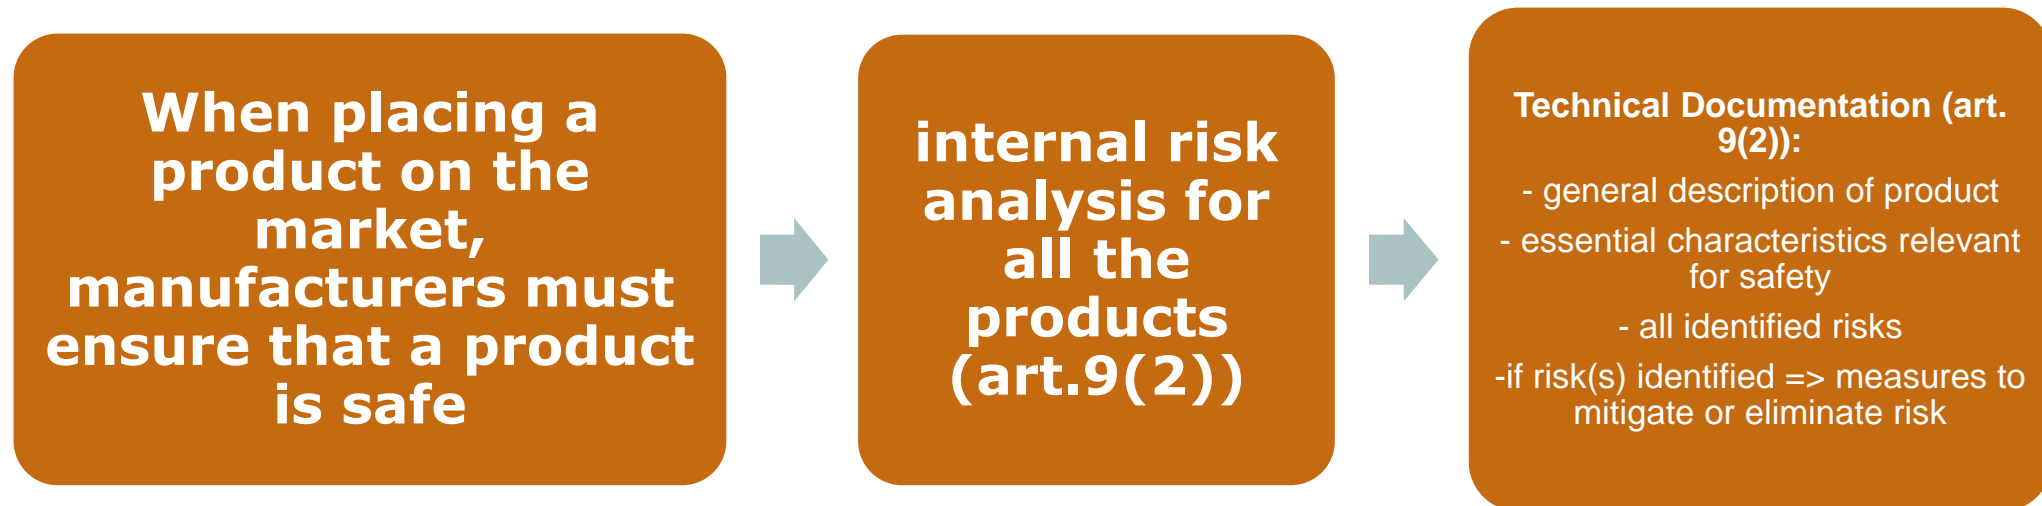 When placing a
product on the
market,
manufacturers must
ensure that a product
is safe
internal risk
analysis for
all the
products
(art.9(2))
Technical Documentation (art.
9(2)):
- general description of product
- essential characteristics relevant
for safety
- all identified risks
-if risk(s) identified => measures to
mitigate or eliminate risk